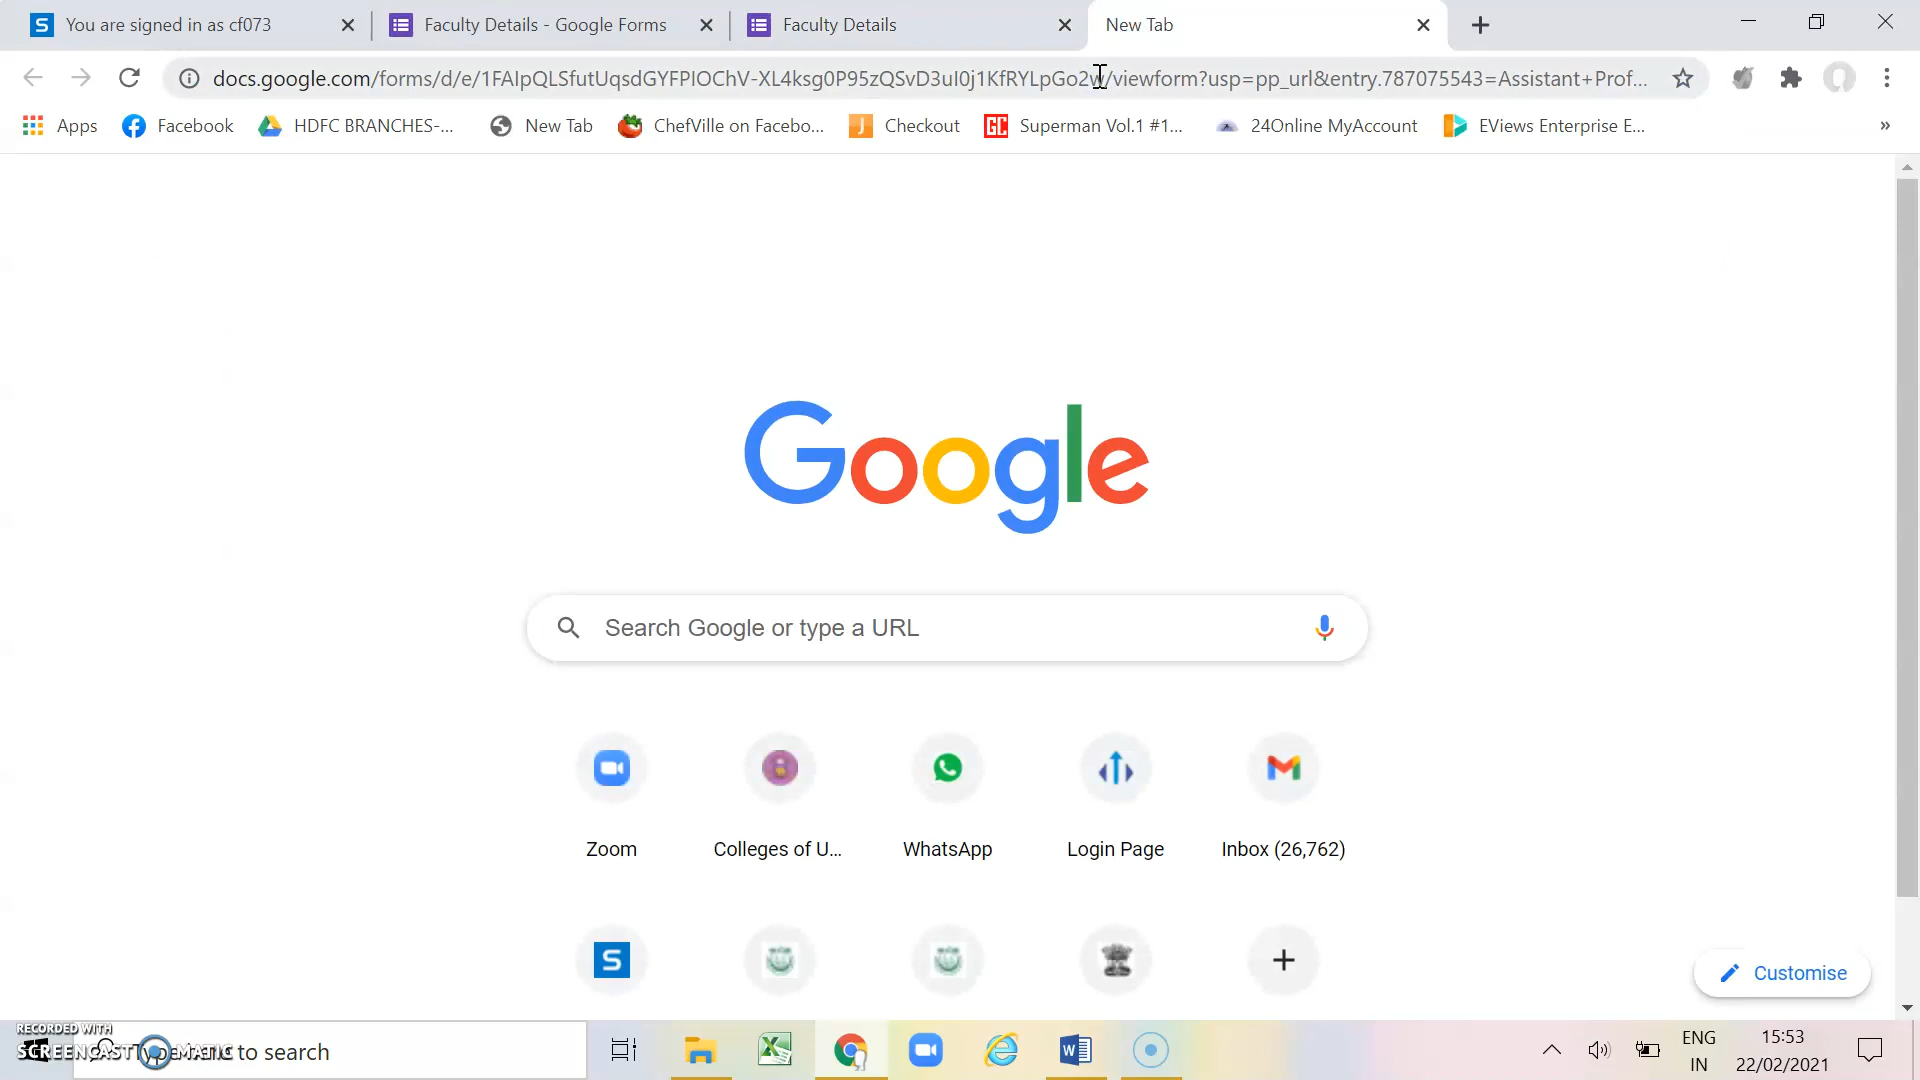 You are signed in as cf073
Faculty Details - Google Forms
Faculty Details
New Tab
docs.google.com/forms/d/e/1FAIpQLSfutUqsdGYFPIOChV-XL4ksg0P95zQSvD3uI0j1KfRYLpGo2w/viewform?usp=pp_url&entry.787075543=Assistant+Prof...
Apps
Facebook
HDFC BRANCHES-...
New Tab
ChefVille on Facebo...
Checkout
GC
Superman Vol.1 #1...
24Online MyAccount
EViews Enterprise E...
»
Google
Search Google or type a URL
Zoom
Colleges of U...
WhatsApp
Login Page
Inbox (26,762)
S
Customise
RECORDED WITH
SCREENCAST MATIC
to search
ENG
IN
15:53
22/02/2021